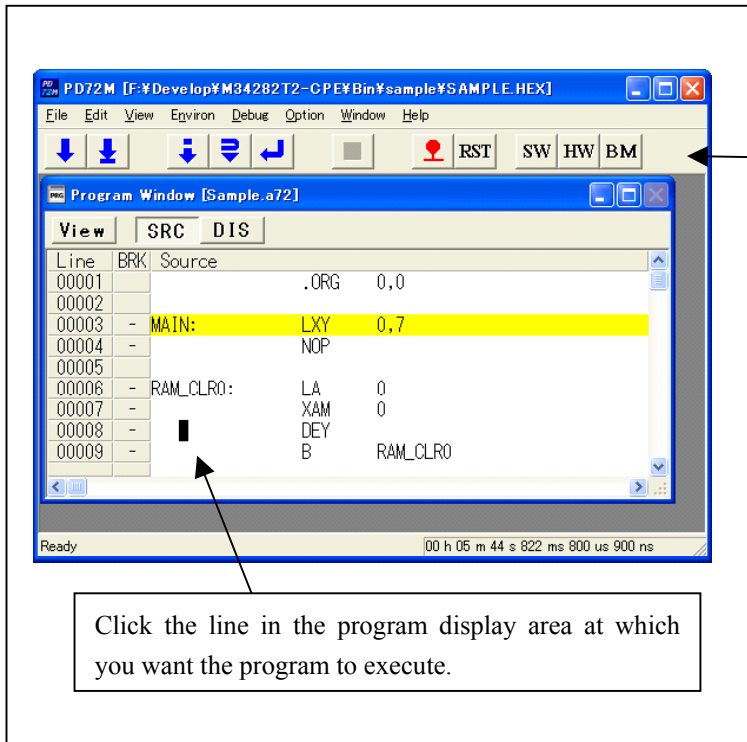 PD72M [F:¥Develop¥M34282T2-CPE¥Bin¥sample¥SAMPLE.HEX]
File Edit View Environ Debug Option Window Help
RST SW HW BM
PRG Program Window [Sample.a72]
View SRC DIS
Line BRK Source
00001 .ORG 0,0
00002
00003 - MAIN: LXY 0,7
00004 - NOP
00005
00006 - RAM_CLR0: LA 0
00007 - XAM 0
00008 - DEY
00009 - B RAM_CLR0
Ready 00 h 05 m 44 s 822 ms 800 us 900 ns
Click the line in the program display area at which
you want the program to execute.